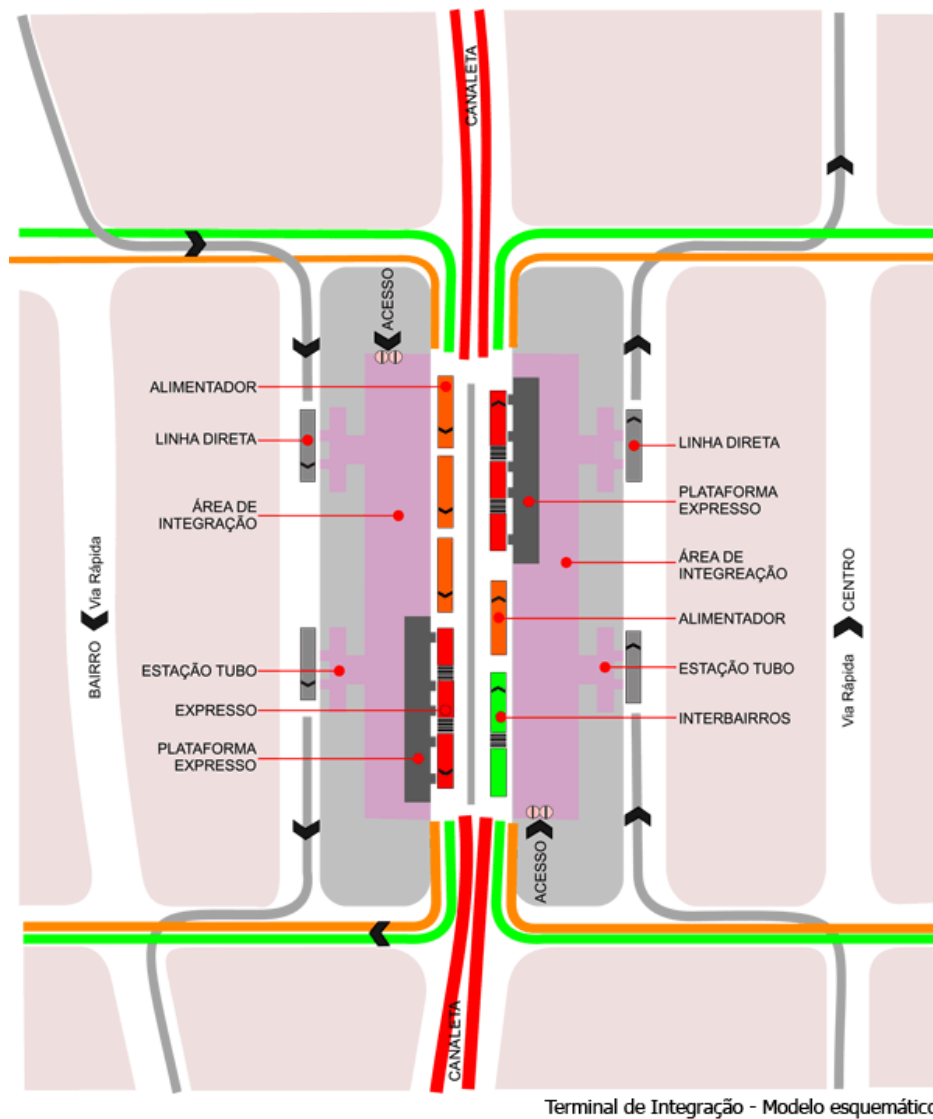 CANALETA
ACESSO
ALIMENTADOR
LINHA DIRETA
ÁREA DE
INTEGRAÇÃO
BAIRRO
Via Rápida
ESTAÇÃO TUBO
EXPRESSO
PLATAFORMA
EXPRESSO
LINHA DIRETA
PLATAFORMA
EXPRESSO
ÁREA DE
INTEGREAÇÃO
ALIMENTADOR
ESTAÇÃO TUBO
INTERBAIRROS
Via Rápida
CENTRO
ACESSO
CANALETA
Terminal de Integração - Modelo esquemático